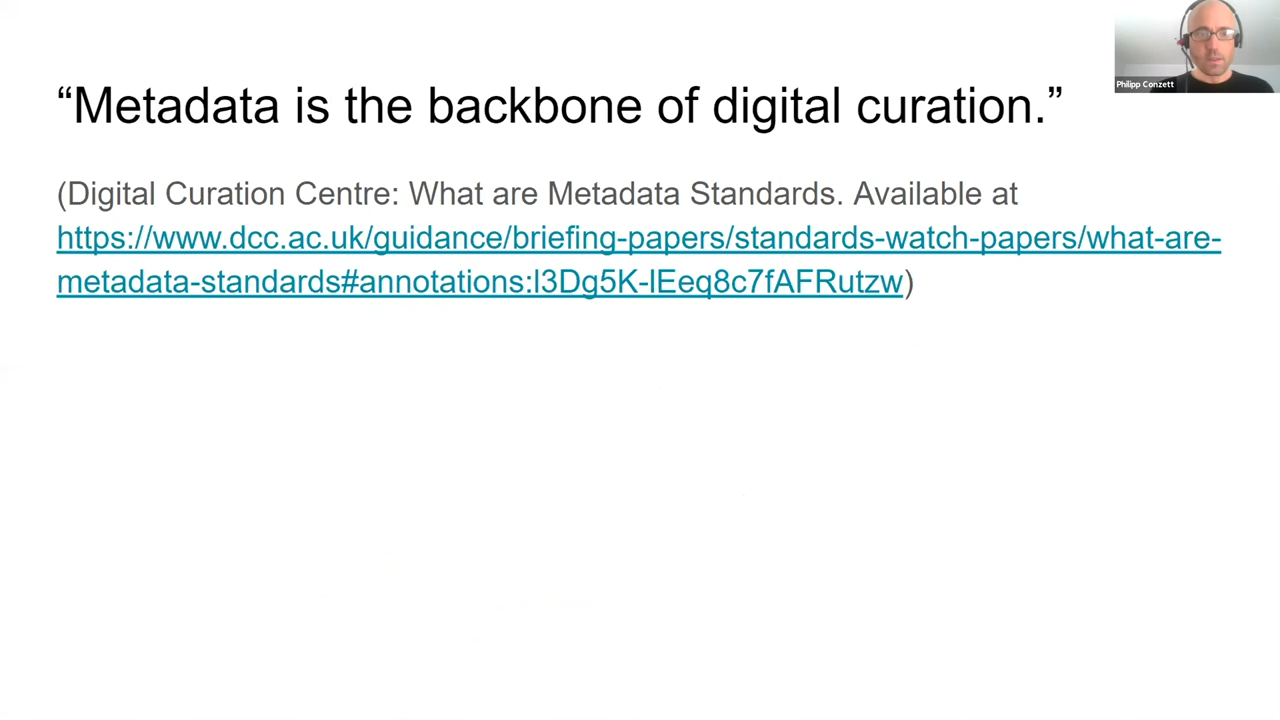 “Metadata is the backbone of digital curation.”
Philipp Conzett
(Digital Curation Centre: What are Metadata Standards. Available at
https://www.dcc.ac.uk/guidance/briefing-papers/standards-watch-papers/what-are-
metadata-standards#annotations:l3Dg5K-lEeq8c7fAFRutzw)